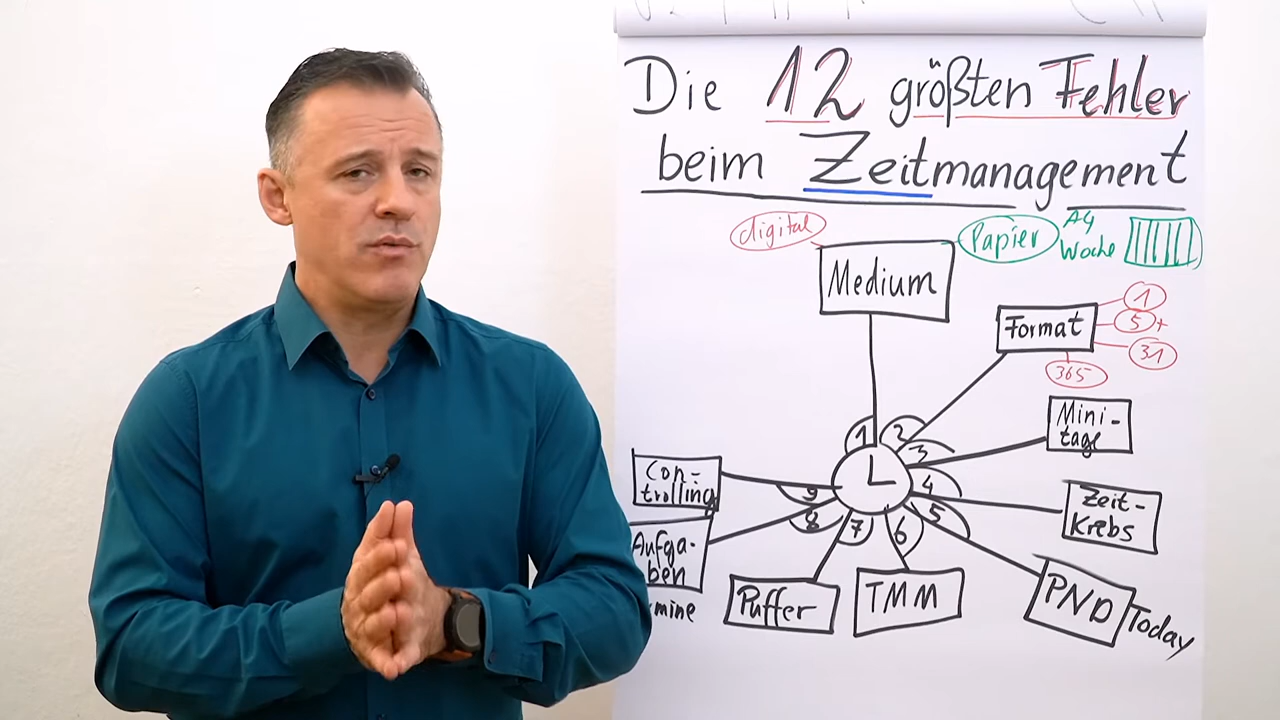 Die 12 größten Fehler
beim Zeitmanagement
digital
Papier
A4
Woche
Medium
Format
1
5+
31
365
Mini-
tage
Zeit-
Krebs
PND
Today
TMM
Puffer
Aufga-
ben
Con-
trolling
1
2
3
4
5
6
7
8
9